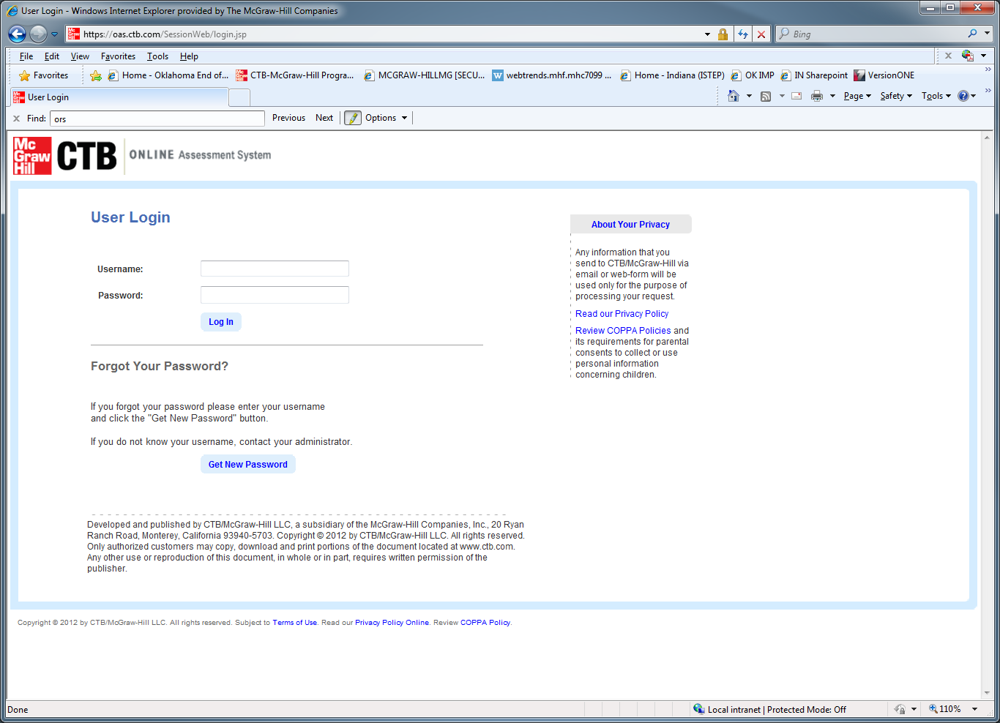 User Login - Windows Internet Explorer provided by The McGraw-Hill Companies
https://oas.ctb.com/SessionWeb/login.jsp
Bing
File Edit View Favorites Tools Help
Favorites Home - Oklahoma End of... CTB-McGraw-Hill Progra... MCGRAW-HILLMG [SECU... webtrends.mhf.mhc7099 ... Home - Indiana (ISTEP) OK IMP IN Sharepoint VersionONE
User Login
Page Safety Tools
Find: ors Previous Next Options
Mc Graw Hill CTB ONLINE Assessment System
User Login
Username:
Password:
Log In
Forgot Your Password?
If you forgot your password please enter your username
and click the "Get New Password" button.
If you do not know your username, contact your administrator.
Get New Password
About Your Privacy
Any information that you
send to CTB/McGraw-Hill via
email or web-form will be
used only for the purpose of
processing your request.
Read our Privacy Policy
Review COPPA Policies and
its requirements for parental
consents to collect or use
personal information
concerning children.
Developed and published by CTB/McGraw-Hill LLC, a subsidiary of the McGraw-Hill Companies, Inc., 20 Ryan
Ranch Road, Monterey, California 93940-5703. Copyright © 2012 by CTB/McGraw-Hill LLC. All rights reserved.
Only authorized customers may copy, download and print portions of the document located at www.ctb.com.
Any other use or reproduction of this document, in whole or in part, requires written permission of the
publisher.
Copyright © 2012 by CTB/McGraw-Hill LLC. All rights reserved. Subject to Terms of Use. Read our Privacy Policy Online. Review COPPA Policy.
Done
Local intranet | Protected Mode: Off
110%